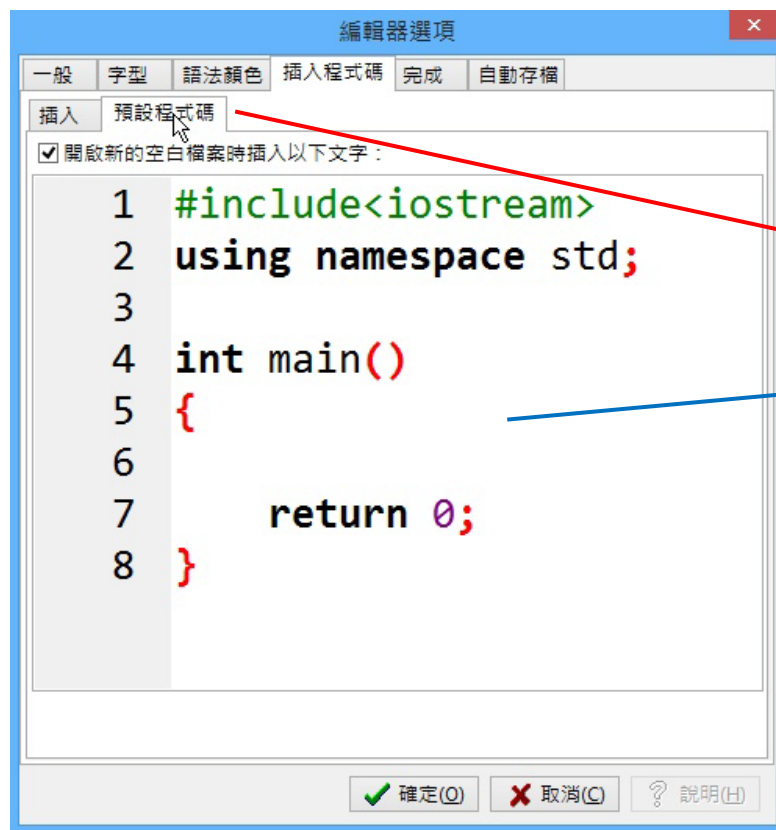 編輯器選項
一般 字型 語法顏色 插入程式碼 完成 自動存檔
插入 預設程式碼
開啟新的空白檔案時插入以下文字：
1 #include<iostream>
2 using namespace std;
3
4 int main()
5 {
6
7 return 0;
8 }
確定(O) 取消(C) 說明(H)